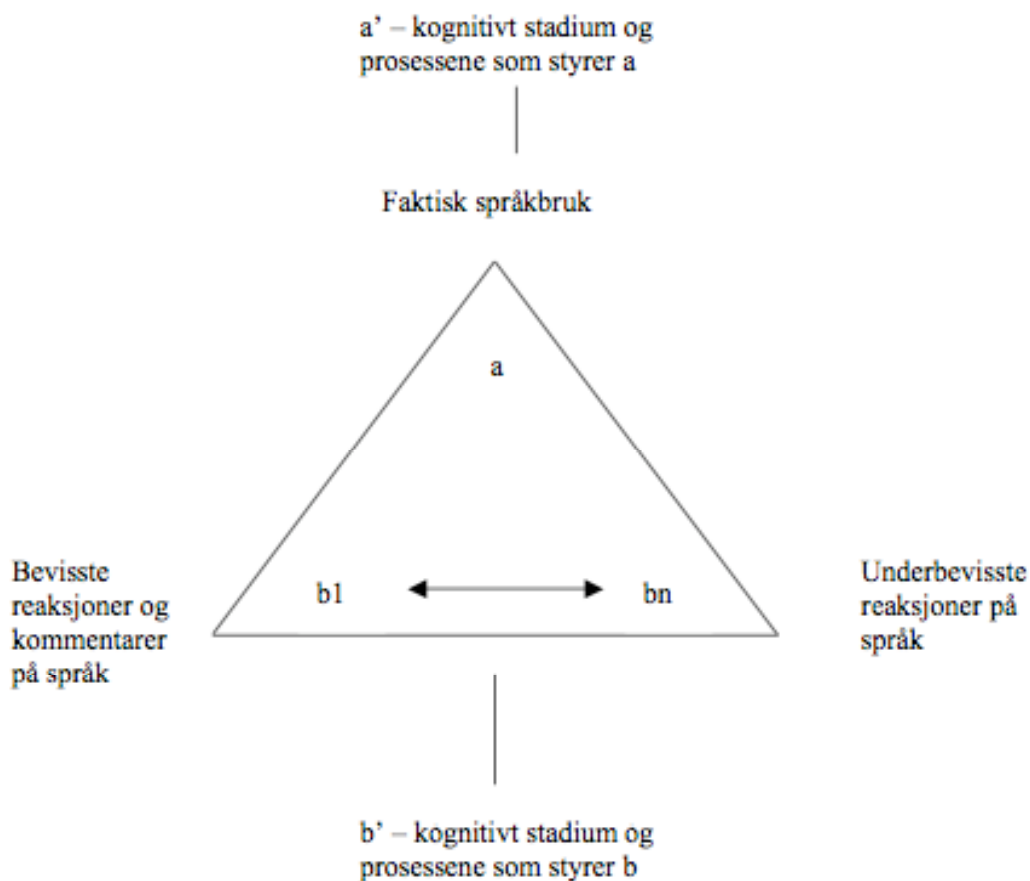 a’ – kognitivt stadium og
prosessene som styrer a
Faktisk språkbruk
a
Bevisste
reaksjoner og
kommentarer
på språk
b1
bn
Underbevisste
reaksjoner på
språk
b’ – kognitivt stadium og
prosessene som styrer b